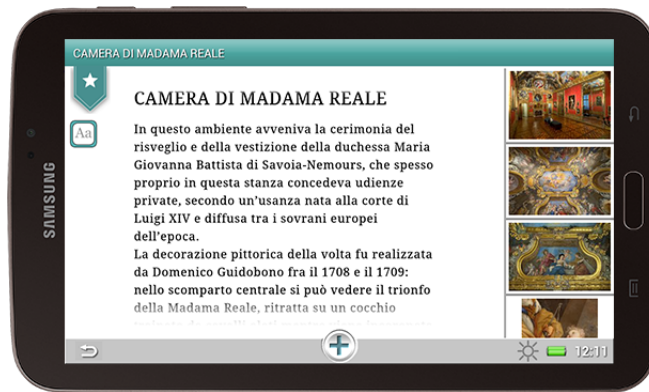 CAMERA DI MADAMA REALE
CAMERA DI MADAMA REALE
Aa
In questo ambiente avveniva la cerimonia del
risveglio e della vestizione della duchessa Maria
Giovanna Battista di Savoia-Nemours, che spesso
proprio in questa stanza concedeva udienze
private, secondo un’usanza nata alla corte di
Luigi XIV e diffusa tra i sovrani europei
dell’epoca.
La decorazione pittorica della volta fu realizzata
da Domenico Guidobono fra il 1708 e il 1709:
nello scomparto centrale si può vedere il trionfo
della Madama Reale, ritratta su un cocchio
SAMSUNG
12:11